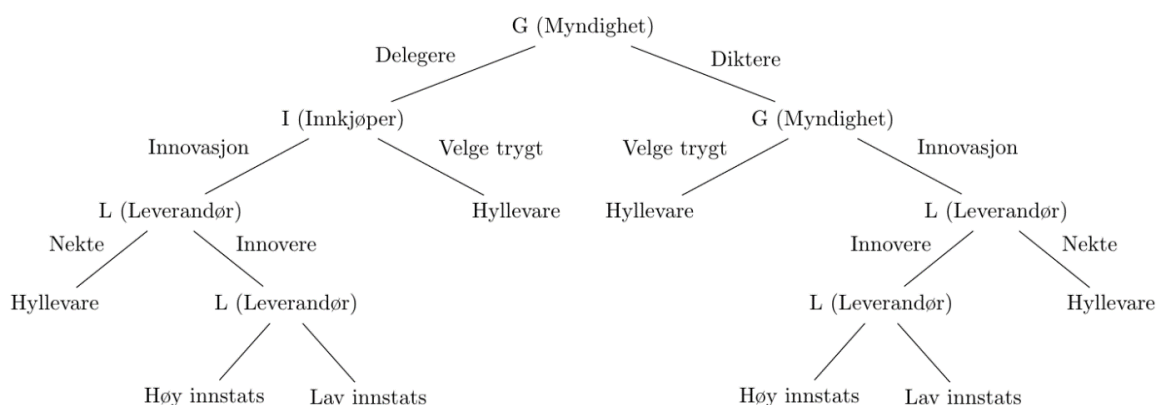 G (Myndighet)
Delegere
Diktere
I (Innkjøper)
G (Myndighet)
Innovasjon
Velge trygt
Velge trygt
Innovasjon
L (Leverandør)
Hyllevare
Hyllevare
L (Leverandør)
Nekte
Innovere
Innovere
Nekte
Hyllevare
L (Leverandør)
L (Leverandør)
Hyllevare
Høy innstats
Lav innstats
Høy innstats
Lav innstats